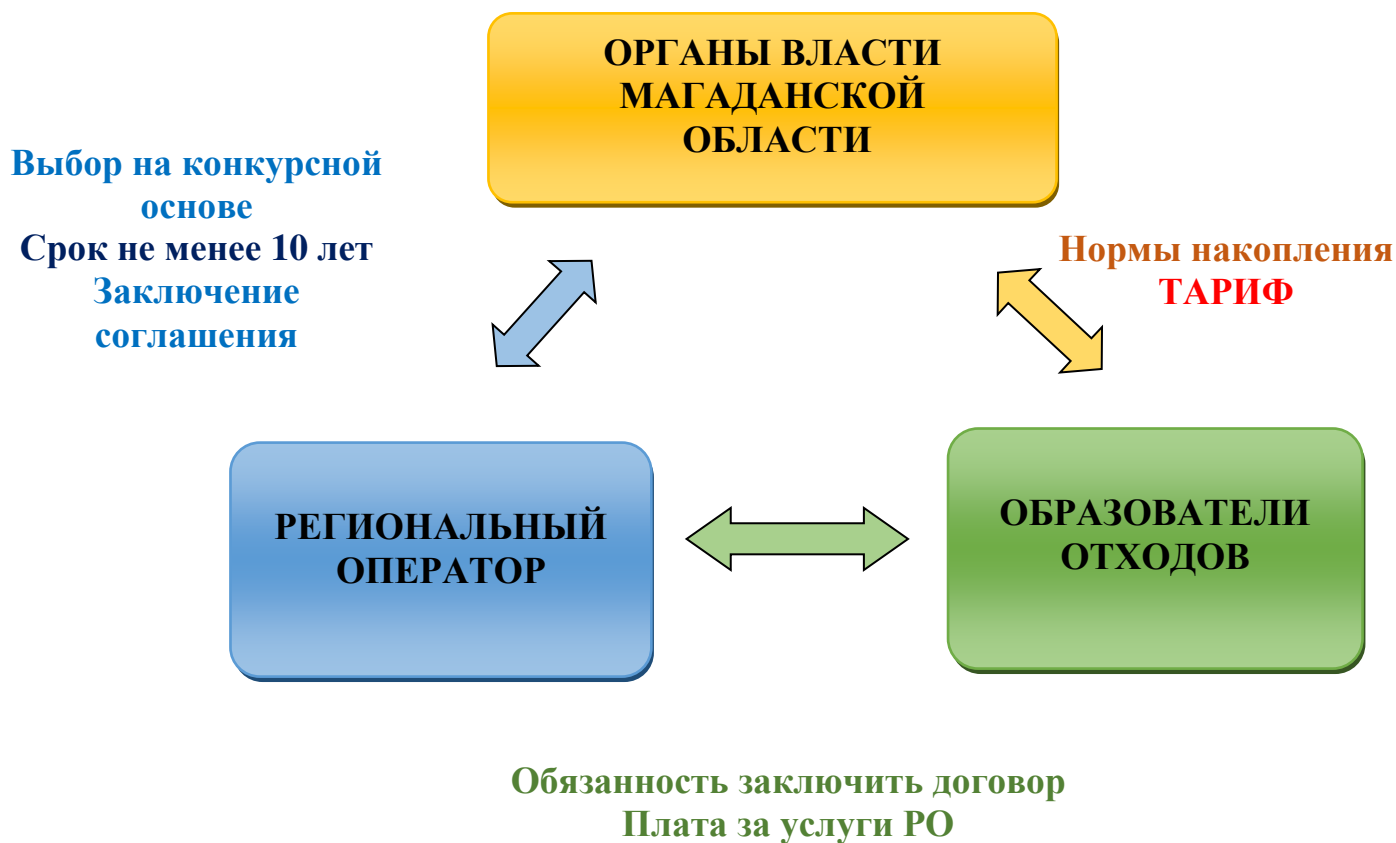 ОРГАНЫ ВЛАСТИ
МАГАДАНСКОЙ
ОБЛАСТИ
Выбор на конкурсной
основе
Срок не менее 10 лет
Заключение
соглашения
Нормы накопления
ТАРИФ
РЕГИОНАЛЬНЫЙ
ОПЕРАТОР
ОБРАЗОВАТЕЛИ
ОТХОДОВ
Обязанность заключить договор
Плата за услуги РО